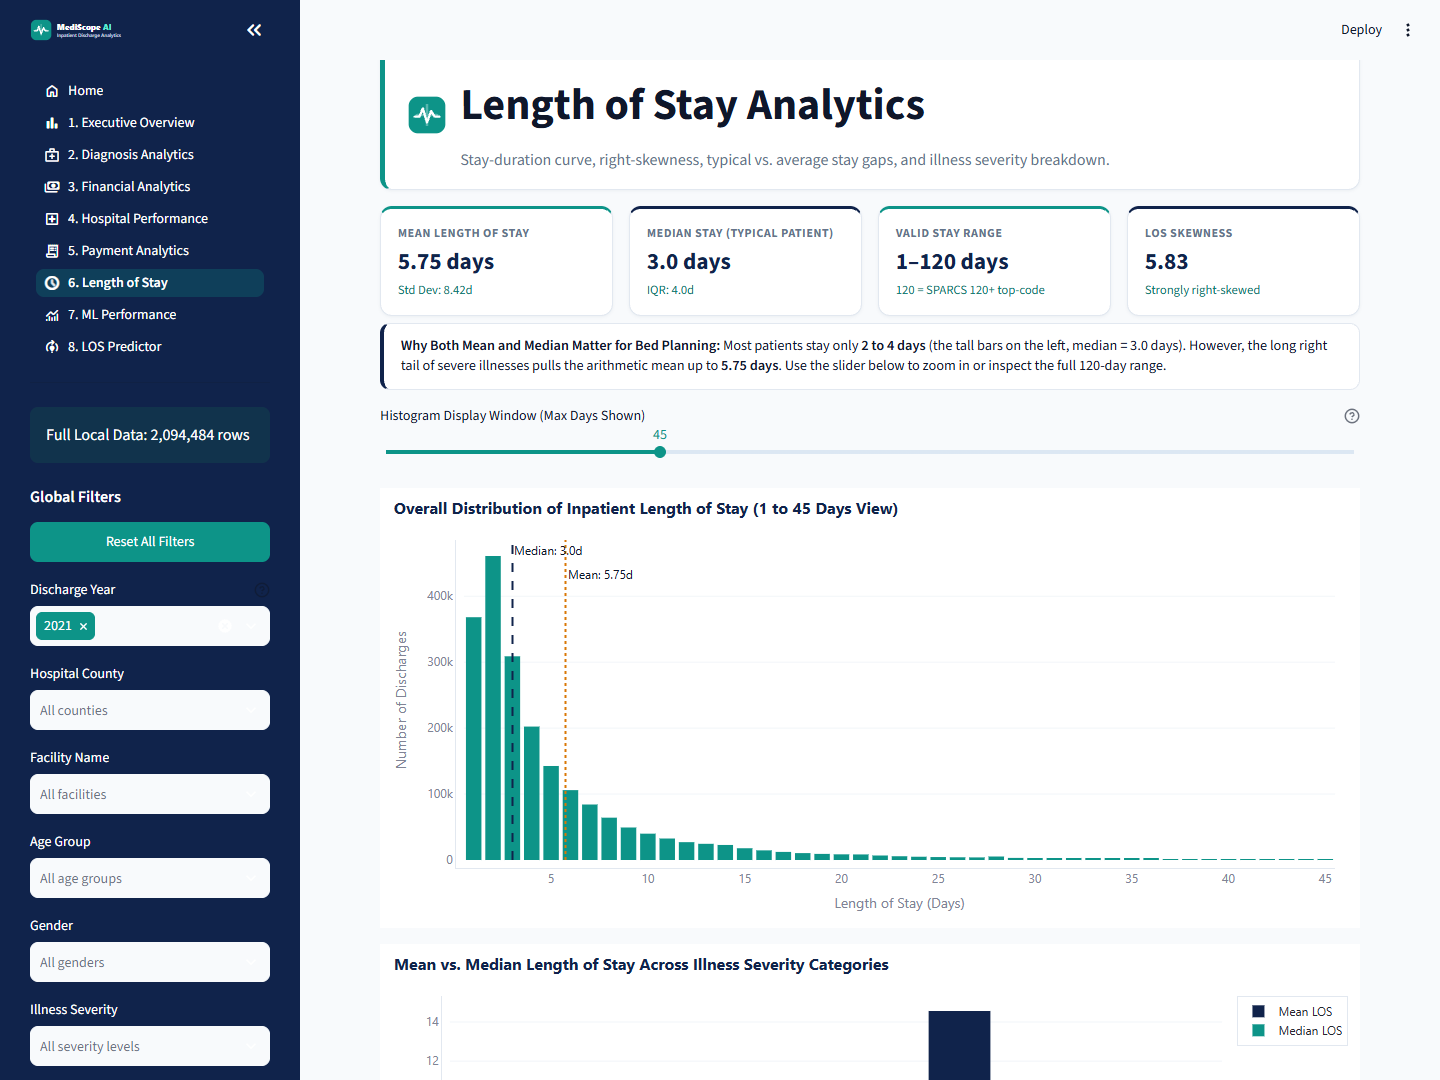 MediScope AI
Inpatient Discharge Analytics
Home
1. Executive Overview
2. Diagnosis Analytics
3. Financial Analytics
4. Hospital Performance
5. Payment Analytics
6. Length of Stay
7. ML Performance
8. LOS Predictor
Full Local Data: 2,094,484 rows
Global Filters
Reset All Filters
Discharge Year
2021 ×
Hospital County
All counties
Facility Name
All facilities
Age Group
All age groups
Gender
All genders
Illness Severity
All severity levels
Deploy
Length of Stay Analytics
Stay-duration curve, right-skewness, typical vs. average stay gaps, and illness severity breakdown.
MEAN LENGTH OF STAY
5.75 days
Std Dev: 8.42d
MEDIAN STAY (TYPICAL PATIENT)
3.0 days
IQR: 4.0d
VALID STAY RANGE
1–120 days
120 = SPARCS 120+ top-code
LOS SKEWNESS
5.83
Strongly right-skewed
Why Both Mean and Median Matter for Bed Planning: Most patients stay only 2 to 4 days (the tall bars on the left, median = 3.0 days). However, the long right
tail of severe illnesses pulls the arithmetic mean up to 5.75 days. Use the slider below to zoom in or inspect the full 120-day range.
Histogram Display Window (Max Days Shown)
45
Overall Distribution of Inpatient Length of Stay (1 to 45 Days View)
Median: 3.0d
Mean: 5.75d
Number of Discharges
400k
300k
200k
100k
0
5 10 15 20 25 30 35 40 45
Length of Stay (Days)
Mean vs. Median Length of Stay Across Illness Severity Categories
14
12
Mean LOS
Median LOS